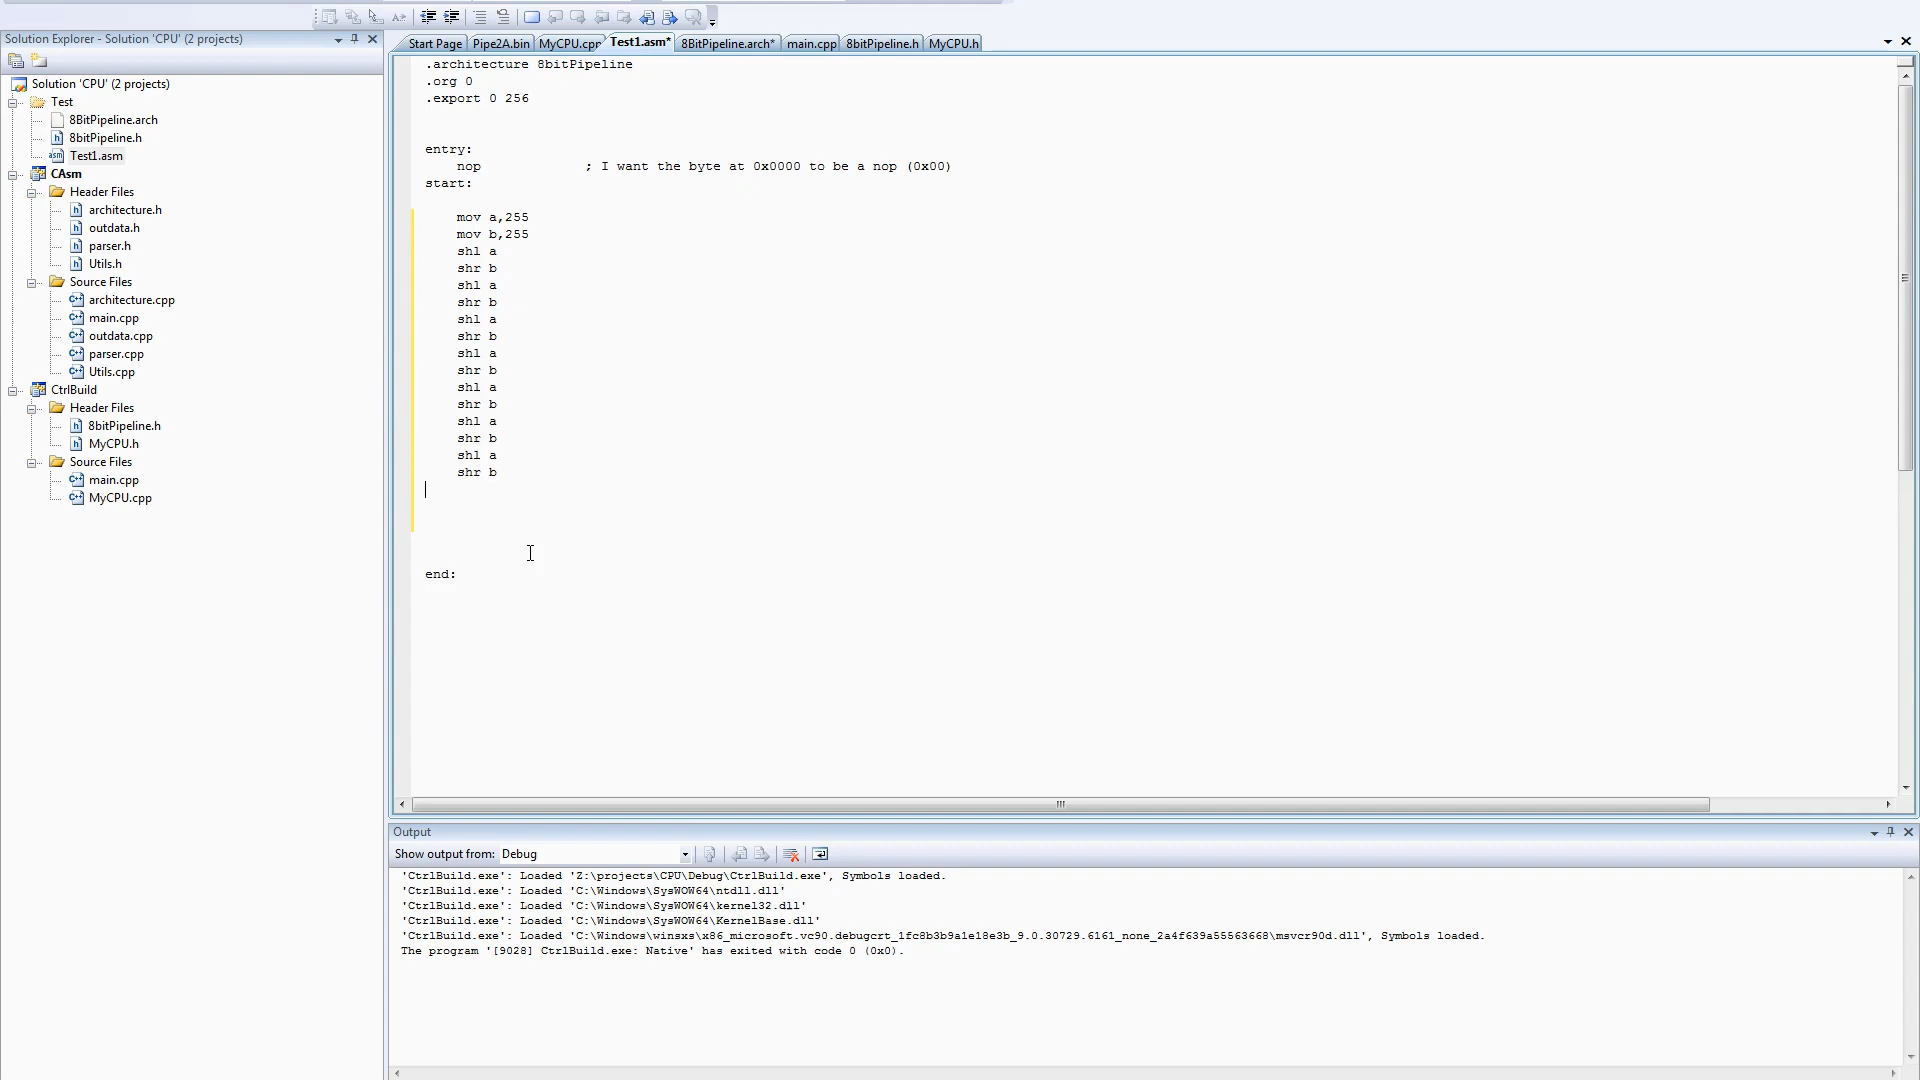 Solution Explorer - Solution 'CPU' (2 projects)
Solution 'CPU' (2 projects)
Test
8BitPipeline.arch
8bitPipeline.h
Test1.asm
CAsm
Header Files
architecture.h
outdata.h
parser.h
Utils.h
Source Files
architecture.cpp
main.cpp
outdata.cpp
parser.cpp
Utils.cpp
CtrlBuild
Header Files
8bitPipeline.h
MyCPU.h
Source Files
main.cpp
MyCPU.cpp
Start Page
Pipe2A.bin
MyCPU.cpp
Test1.asm*
8BitPipeline.arch*
main.cpp
8bitPipeline.h
MyCPU.h
.architecture 8bitPipeline
.org 0
.export 0 256
entry:
nop ; I want the byte at 0x0000 to be a nop (0x00)
start:
mov a,255
mov b,255
shl a
shr b
shl a
shr b
shl a
shr b
shl a
shr b
shl a
shr b
shl a
shr b
shl a
shr b
end:
Output
Show output from: Debug
'CtrlBuild.exe': Loaded 'Z:\projects\CPU\Debug\CtrlBuild.exe', Symbols loaded.
'CtrlBuild.exe': Loaded 'C:\Windows\SysWOW64\ntdll.dll'
'CtrlBuild.exe': Loaded 'C:\Windows\SysWOW64\kernel32.dll'
'CtrlBuild.exe': Loaded 'C:\Windows\SysWOW64\KernelBase.dll'
'CtrlBuild.exe': Loaded 'C:\Windows\winsxs\x86_microsoft.vc90.debugcrt_1fc8b3b9a1e18e3b_9.0.30729.6161_none_2a4f639a55563668\msvcr90d.dll', Symbols loaded.
The program '[9028] CtrlBuild.exe: Native' has exited with code 0 (0x0).